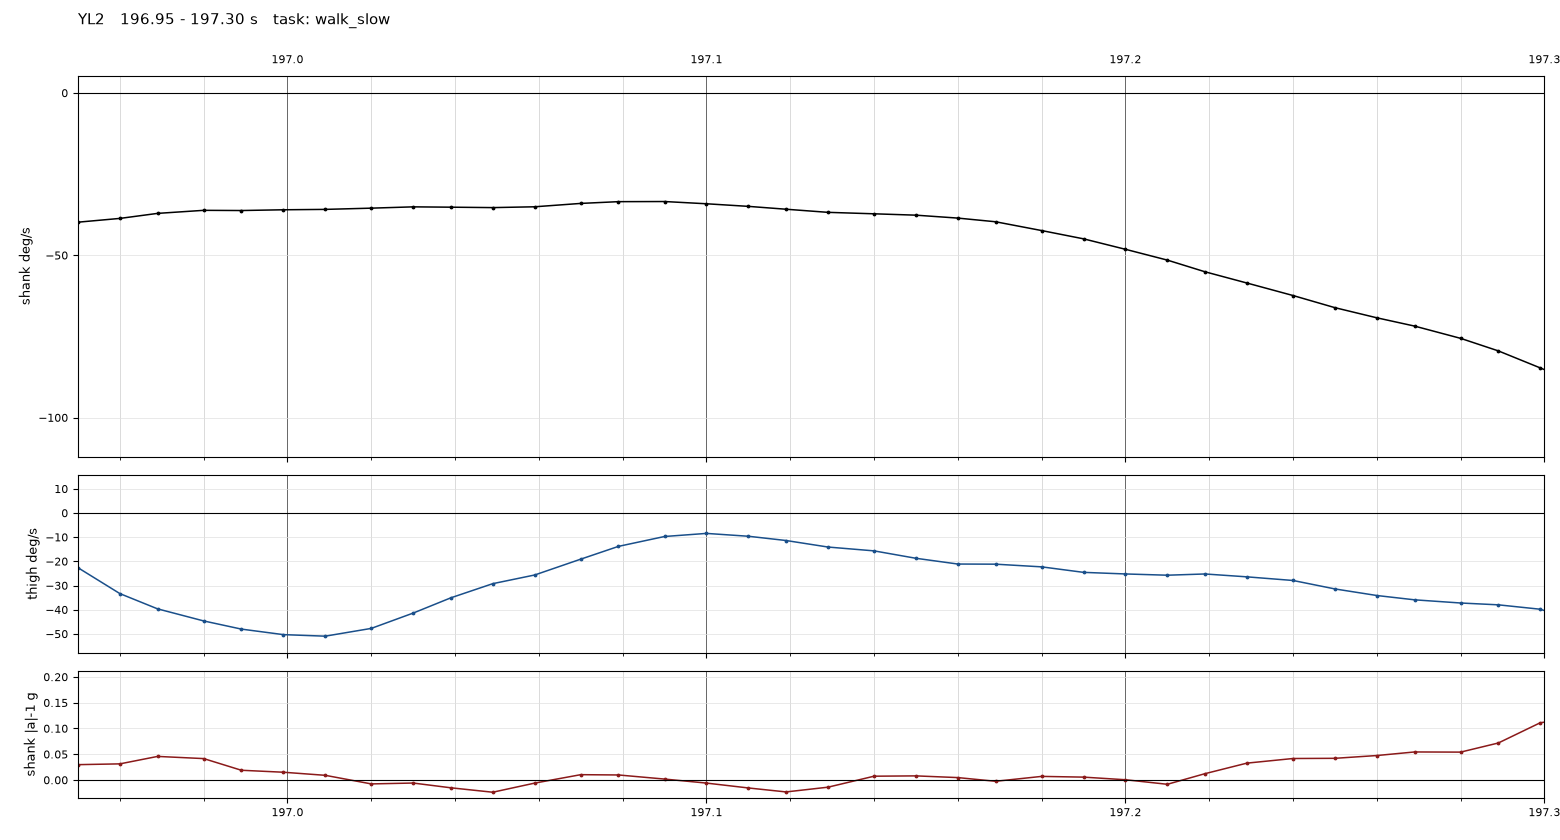 YL2   196.95 - 197.30 s   task: walk_slow
197.0 197.1 197.2 197.3
0
−50
−100
shank deg/s
10
0
−10
−20
−30
−40
−50
thigh deg/s
0.20
0.15
0.10
0.05
0.00
shank |a|-1 g
197.0 197.1 197.2 197.3